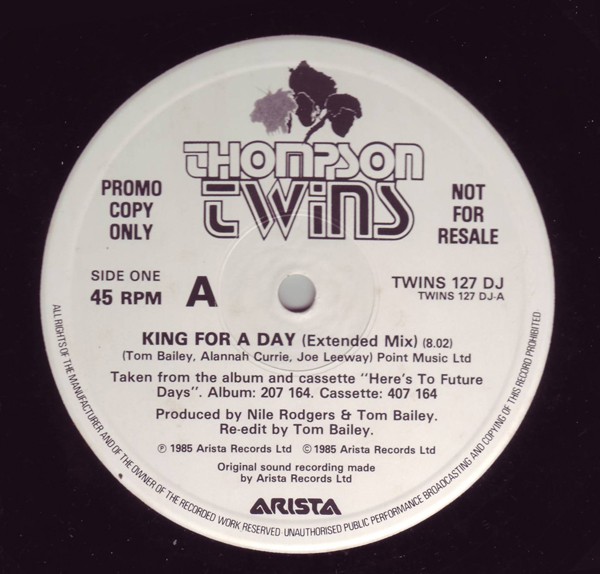 THOMPSON
TWINS
PROMO
COPY
ONLY
NOT
FOR
RESALE
SIDE ONE
45 RPM
A
TWINS 127 DJ
TWINS 127 DJ-A
KING FOR A DAY (Extended Mix) (8.02)
(Tom Bailey, Alannah Currie, Joe Leeway) Point Music Ltd
Taken from the album and cassette "Here's To Future
Days". Album: 207 164. Cassette: 407 164
Produced by Nile Rodgers & Tom Bailey.
Re-edit by Tom Bailey.
℗ 1985 Arista Records Ltd © 1985 Arista Records Ltd
Original sound recording made
by Arista Records Ltd
ARISTA
ALL RIGHTS OF THE MANUFACTURER AND OF THE OWNER OF THE RECORDED WORK RESERVED·UNAUTHORISED PUBLIC PERFORMANCE BROADCASTING AND COPYING OF THIS RECORD PROHIBITED